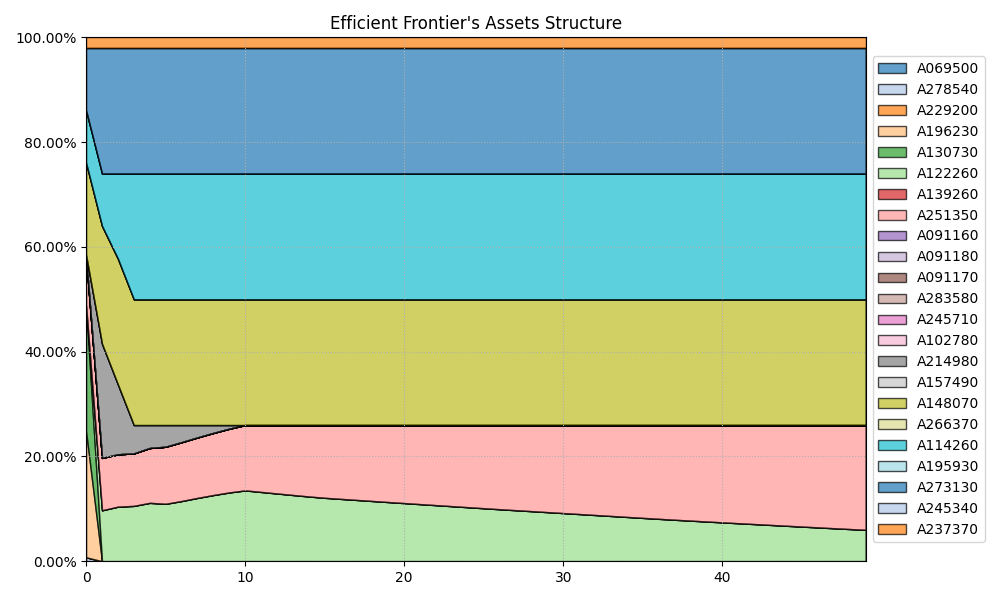 Efficient Frontier's Assets Structure
100.00%
80.00%
60.00%
40.00%
20.00%
0.00%
0
10
20
30
40
A069500
A278540
A229200
A196230
A130730
A122260
A139260
A251350
A091160
A091180
A091170
A283580
A245710
A102780
A214980
A157490
A148070
A266370
A114260
A195930
A273130
A245340
A237370